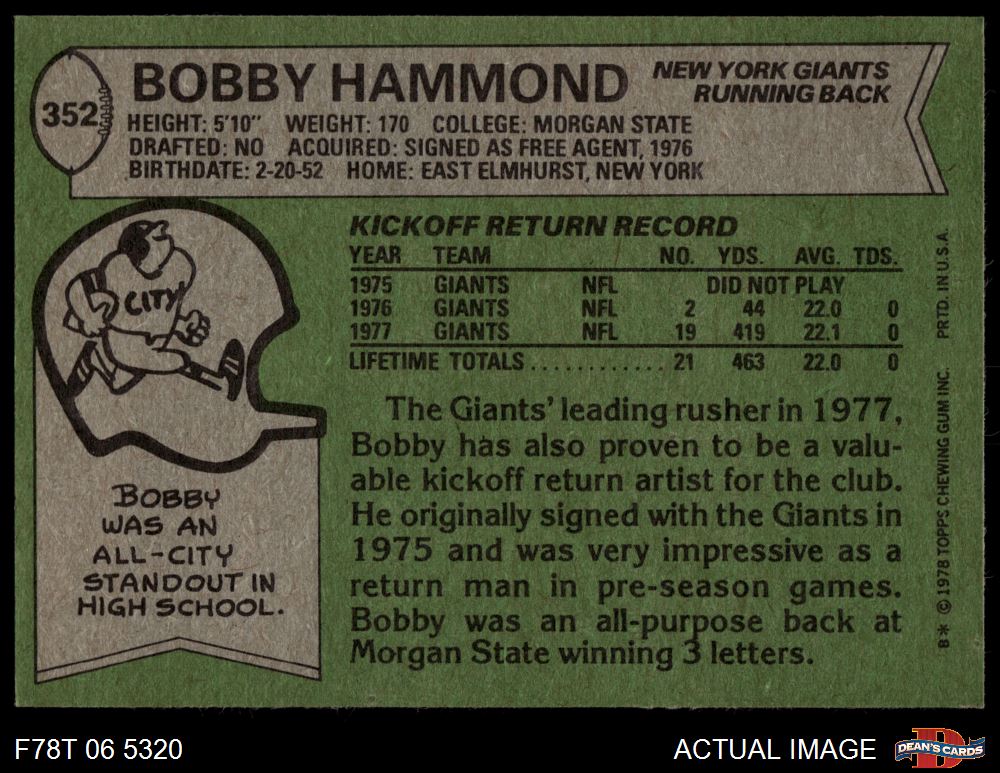 352
BOBBY HAMMOND
NEW YORK GIANTS
RUNNING BACK
HEIGHT: 5'10" WEIGHT: 170 COLLEGE: MORGAN STATE
DRAFTED: NO ACQUIRED: SIGNED AS FREE AGENT, 1976
BIRTHDATE: 2-20-52 HOME: EAST ELMHURST, NEW YORK
CITY
BOBBY
WAS AN
ALL-CITY
STANDOUT IN
HIGH SCHOOL.
KICKOFF RETURN RECORD
YEAR TEAM NO. YDS. AVG. TDS.
1975 GIANTS NFL DID NOT PLAY
1976 GIANTS NFL 2 44 22.0 0
1977 GIANTS NFL 19 419 22.1 0
LIFETIME TOTALS............ 21 463 22.0 0
The Giants' leading rusher in 1977,
Bobby has also proven to be a valu-
able kickoff return artist for the club.
He originally signed with the Giants in
1975 and was very impressive as a
return man in pre-season games.
Bobby was an all-purpose back at
Morgan State winning 3 letters.
B* © 1978 TOPPS CHEWING GUM INC. PRTD. IN U.S.A.
F78T 06 5320
ACTUAL IMAGE
D
DEAN'S CARDS